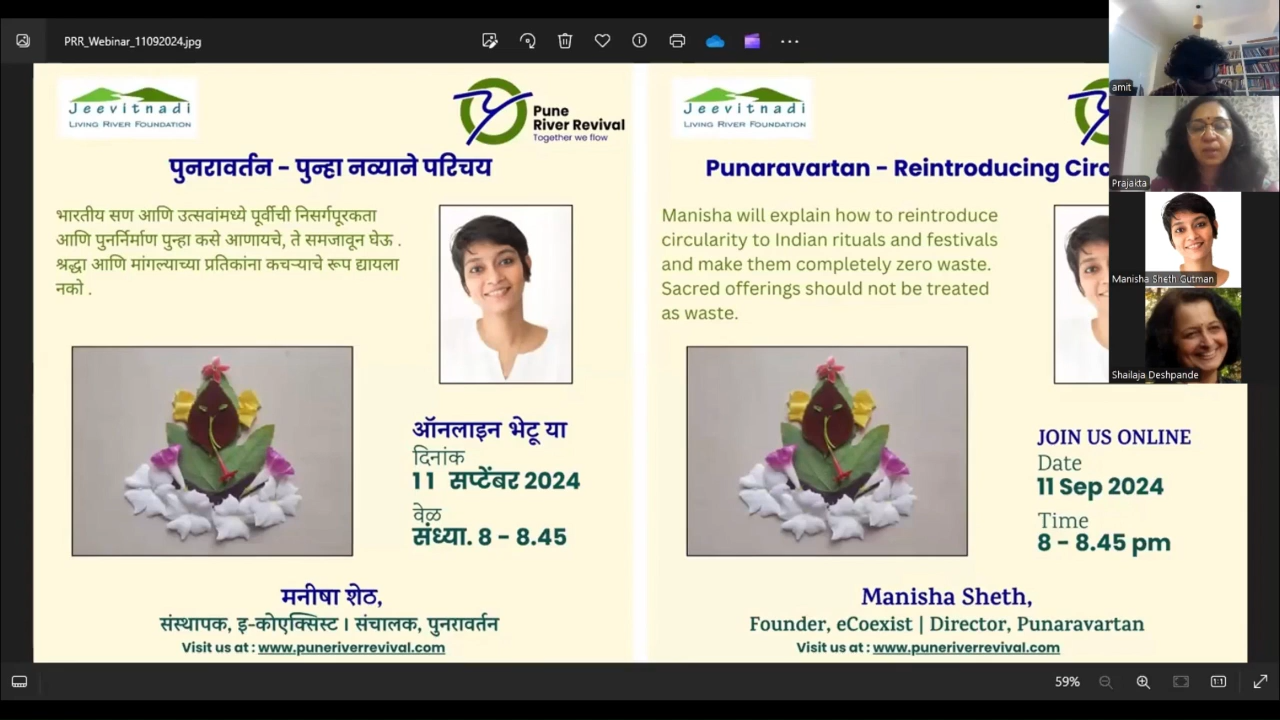 PRR_Webinar_11092024.jpg
Jeevitnadi
LIVING RIVER FOUNDATION
Pune
River Revival
Together we flow
पुनरावर्तन – पुन्हा नव्याने परिचय
भारतीय सण आणि उत्सवांमध्ये पूर्वीची निसर्गपूरकता
आणि पुनर्निर्माण पुन्हा कसे आणायचे, ते समजावून घेऊ .
श्रद्धा आणि मांगल्याच्या प्रतिकांना कचऱ्याचे रूप द्यायला
नको .
ऑनलाइन भेटू या
दिनांक
11 सप्टेंबर 2024
वेळ
संध्या. 8 – 8.45
मनीषा शेठ,
संस्थापक, इ-कोएक्सिस्ट । संचालक, पुनरावर्तन
Visit us at : www.puneriverrevival.com
Jeevitnadi
LIVING RIVER FOUNDATION
Punaravartan – Reintroducing Circ
Manisha will explain how to reintroduce
circularity to Indian rituals and festivals
and make them completely zero waste.
Sacred offerings should not be treated
as waste.
JOIN US ONLINE
Date
11 Sep 2024
Time
8 – 8.45 pm
Manisha Sheth,
Founder, eCoexist | Director, Punaravartan
Visit us at : www.puneriverrevival.com
amit
Prajakta
Manisha Sheth Gutman
Shailaja Deshpande
59%
1:1